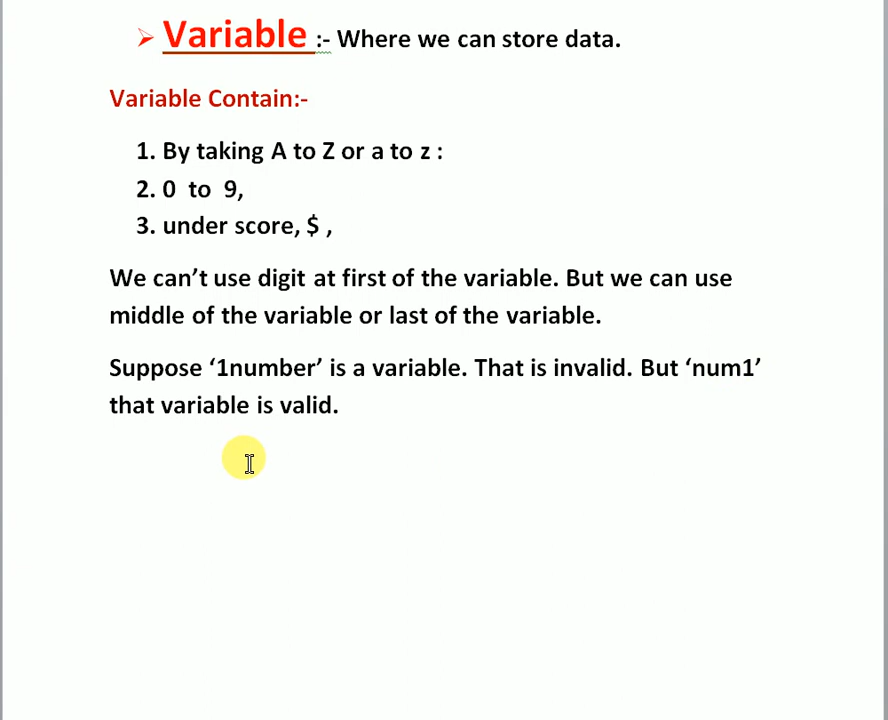 ➢ Variable :- Where we can store data.
Variable Contain:-
1. By taking A to Z or a to z :
2. 0 to 9,
3. under score, $ ,
We can’t use digit at first of the variable. But we can use
middle of the variable or last of the variable.
Suppose ‘1number’ is a variable. That is invalid. But ‘num1’
that variable is valid.